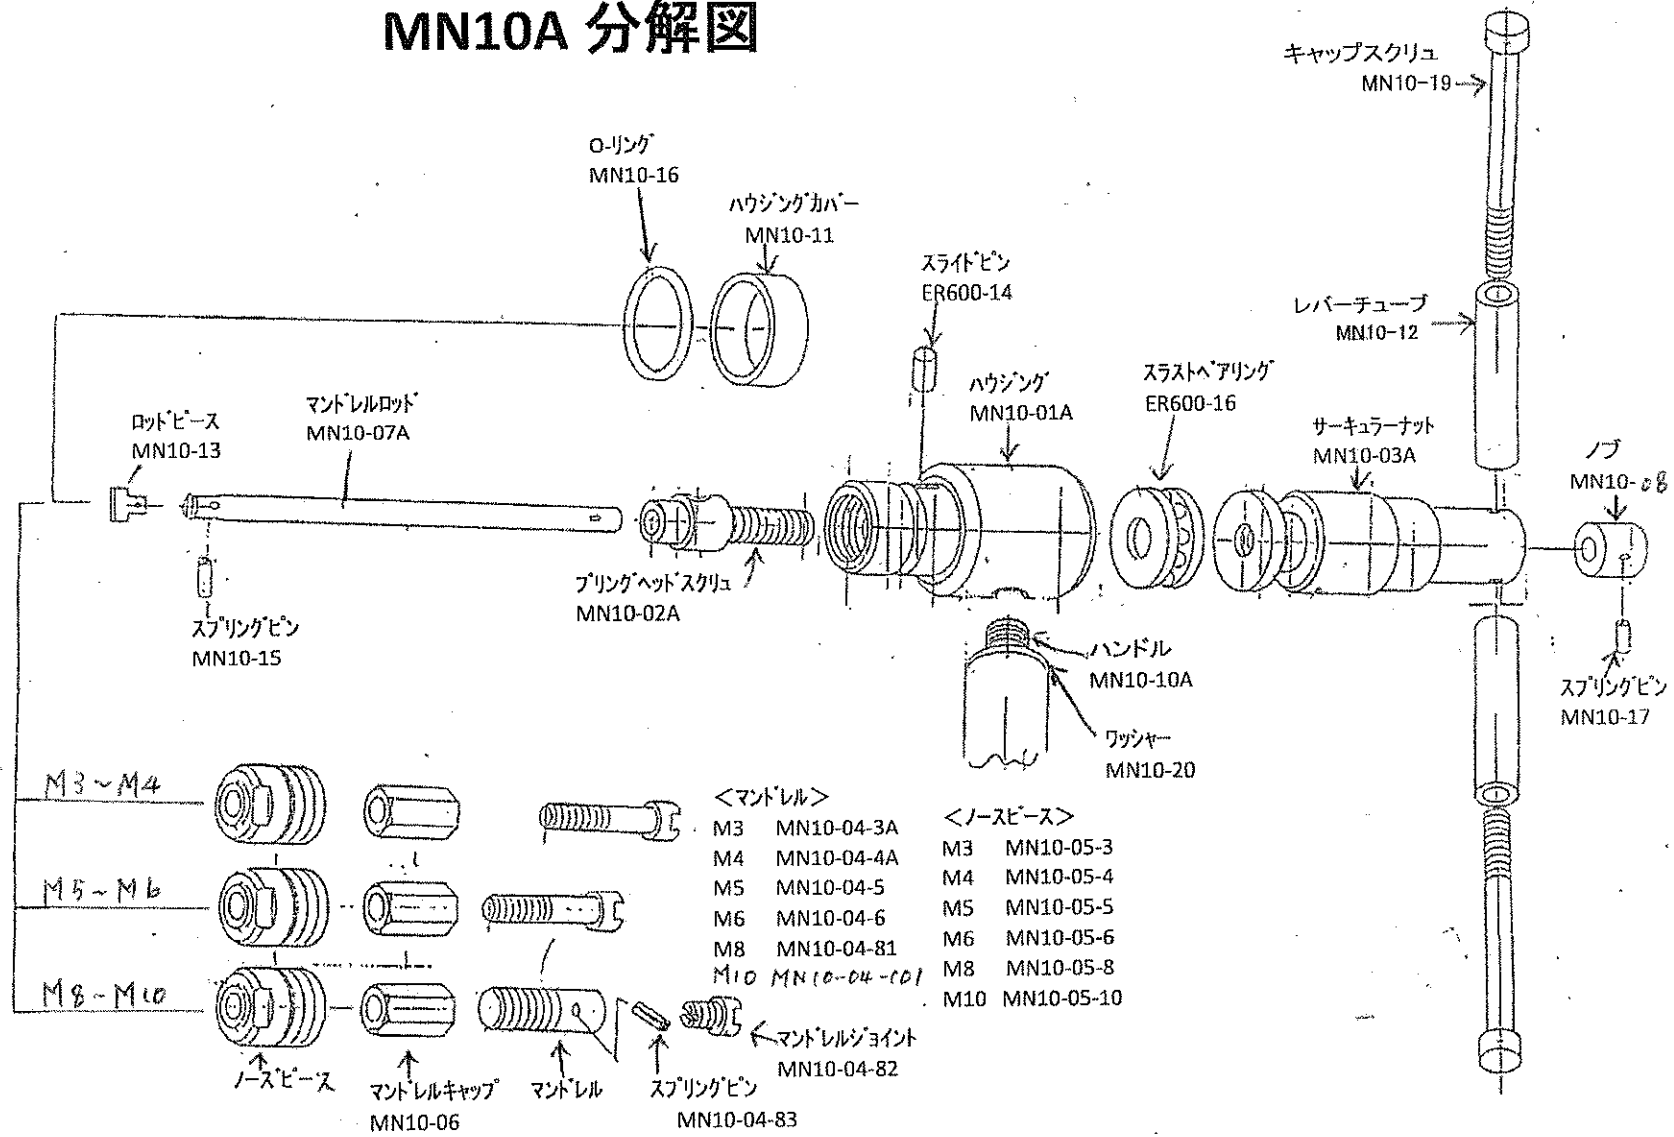 MN10A 分解図
キャップスクリュ
MN10-19
O-リング
MN10-16
ハウジングカバー
MN10-11
スライドピン
ER600-14
レバーチューブ
MN10-12
ハウジング
MN10-01A
スラストベアリング
ER600-16
サーキュラーナット
MN10-03A
ノブ
MN10-08
ロッドピース
MN10-13
マンドレルロッド
MN10-07A
プリングヘッドスクリュ
MN10-02A
スプリングピン
MN10-15
ハンドル
MN10-10A
ワッシャー
MN10-20
スプリングピン
MN10-17
M3~M4
M5~M6
M8~M10
<マンドレル>
M3 MN10-04-3A
M4 MN10-04-4A
M5 MN10-04-5
M6 MN10-04-6
M8 MN10-04-81
M10 MN10-04-101
<ノースピース>
M3 MN10-05-3
M4 MN10-05-4
M5 MN10-05-5
M6 MN10-05-6
M8 MN10-05-8
M10 MN10-05-10
ノーズピース
マンドレルキャップ
MN10-06
マンドレル
スプリングピン
MN10-04-83
マンドレルジョイント
MN10-04-82